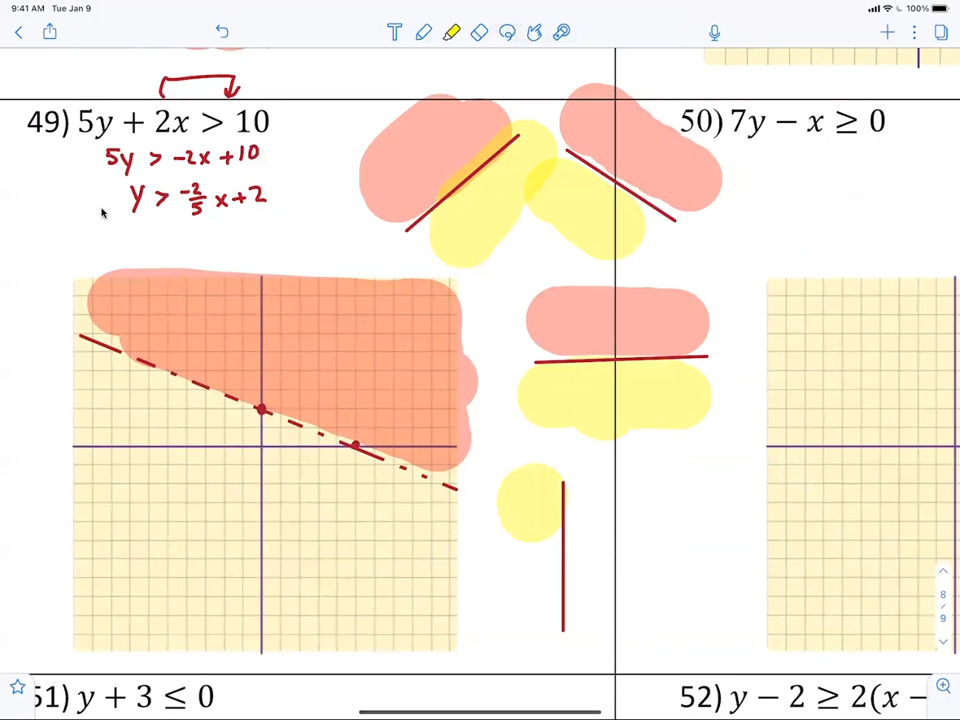 9:41 AM Tue Jan 9
100%
49) 5y + 2x > 10
5y > -2x +10
y > -2/5 x+2
50) 7y − x ≥ 0
8
/
9
51) y + 3 ≤ 0
52) y − 2 ≥ 2(x −